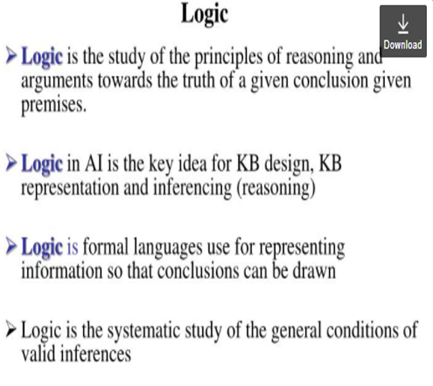 Logic
Download
➤ Logic is the study of the principles of reasoning and
arguments towards the truth of a given conclusion given
premises.
➤ Logic in AI is the key idea for KB design, KB
representation and inferencing (reasoning)
➤ Logic is formal languages use for representing
information so that conclusions can be drawn
➤ Logic is the systematic study of the general conditions of
valid inferences